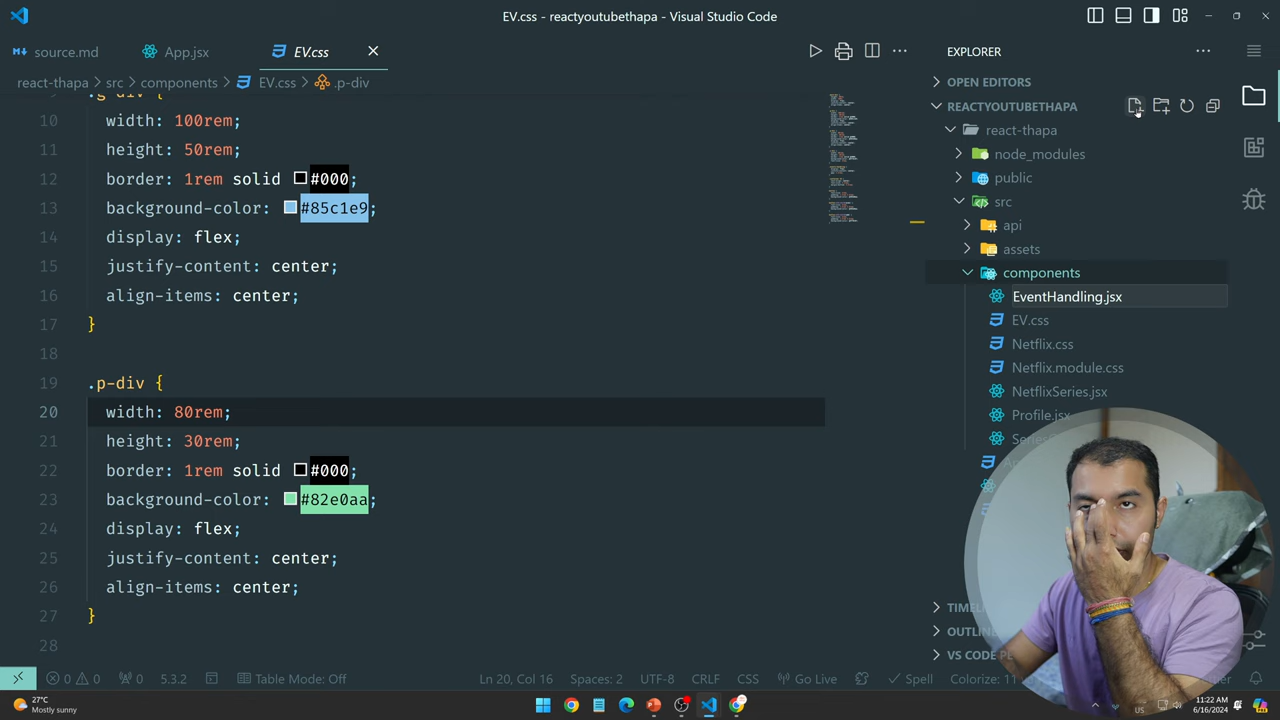 EV.css - reactyoutubethapa - Visual Studio Code
source.md
App.jsx
EV.css
react-thapa > src > components > EV.css > .p-div
.g-div {
10 width: 100rem;
11 height: 50rem;
12 border: 1rem solid #000;
13 background-color: #85c1e9;
14 display: flex;
15 justify-content: center;
16 align-items: center;
17 }
18
19 .p-div {
20 width: 80rem;
21 height: 30rem;
22 border: 1rem solid #000;
23 background-color: #82e0aa;
24 display: flex;
25 justify-content: center;
26 align-items: center;
27 }
28
EXPLORER
OPEN EDITORS
REACTYOUTUBETHAPA
react-thapa
node_modules
public
src
api
assets
components
EventHandling.jsx
EV.css
Netflix.css
Netflix.module.css
NetflixSeries.jsx
Profile.jsx
OUTLINE
0 0 0 5.3.2 Table Mode: Off Ln 20, Col 16 Spaces: 2 UTF-8 CRLF CSS Go Live Spell Colorize: 11
27°C
Mostly sunny
US
11:22 AM
6/16/2024